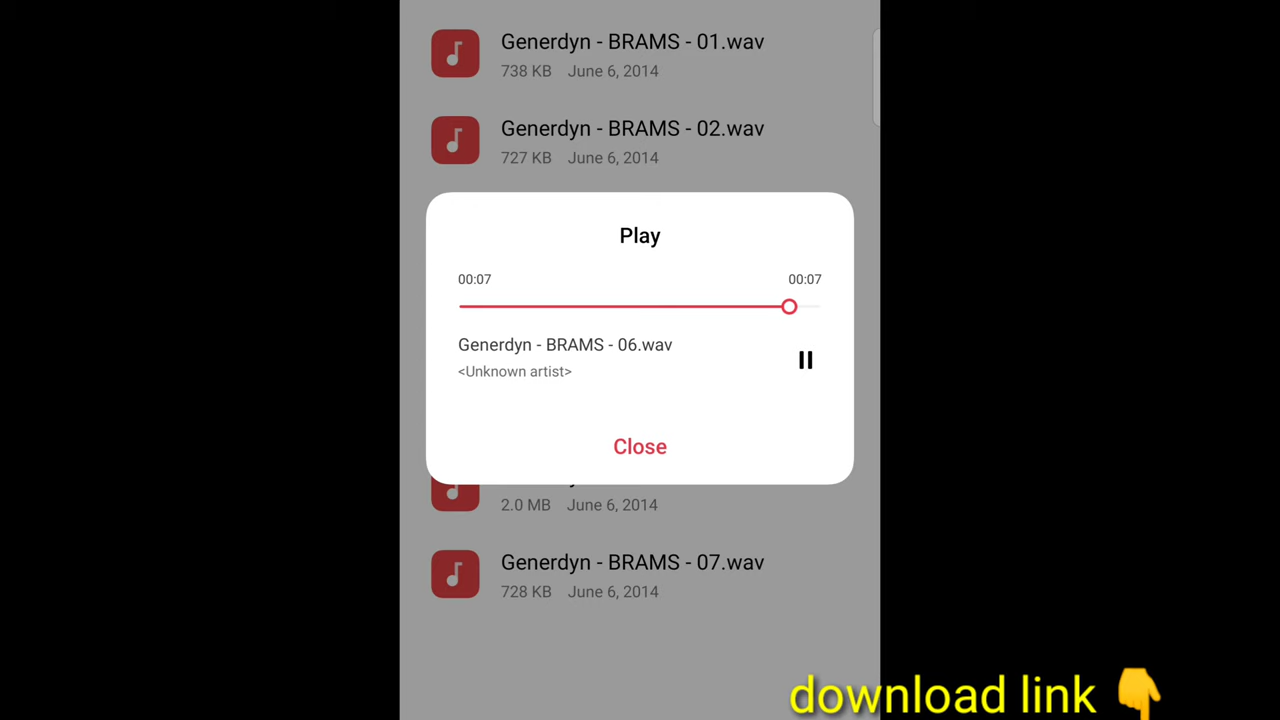 Generdyn - BRAMS - 01.wav
738 KB June 6, 2014
Generdyn - BRAMS - 02.wav
727 KB June 6, 2014
Play
00:07 00:07
Generdyn - BRAMS - 06.wav
<Unknown artist>
Close
2.0 MB June 6, 2014
Generdyn - BRAMS - 07.wav
728 KB June 6, 2014
download link 👇